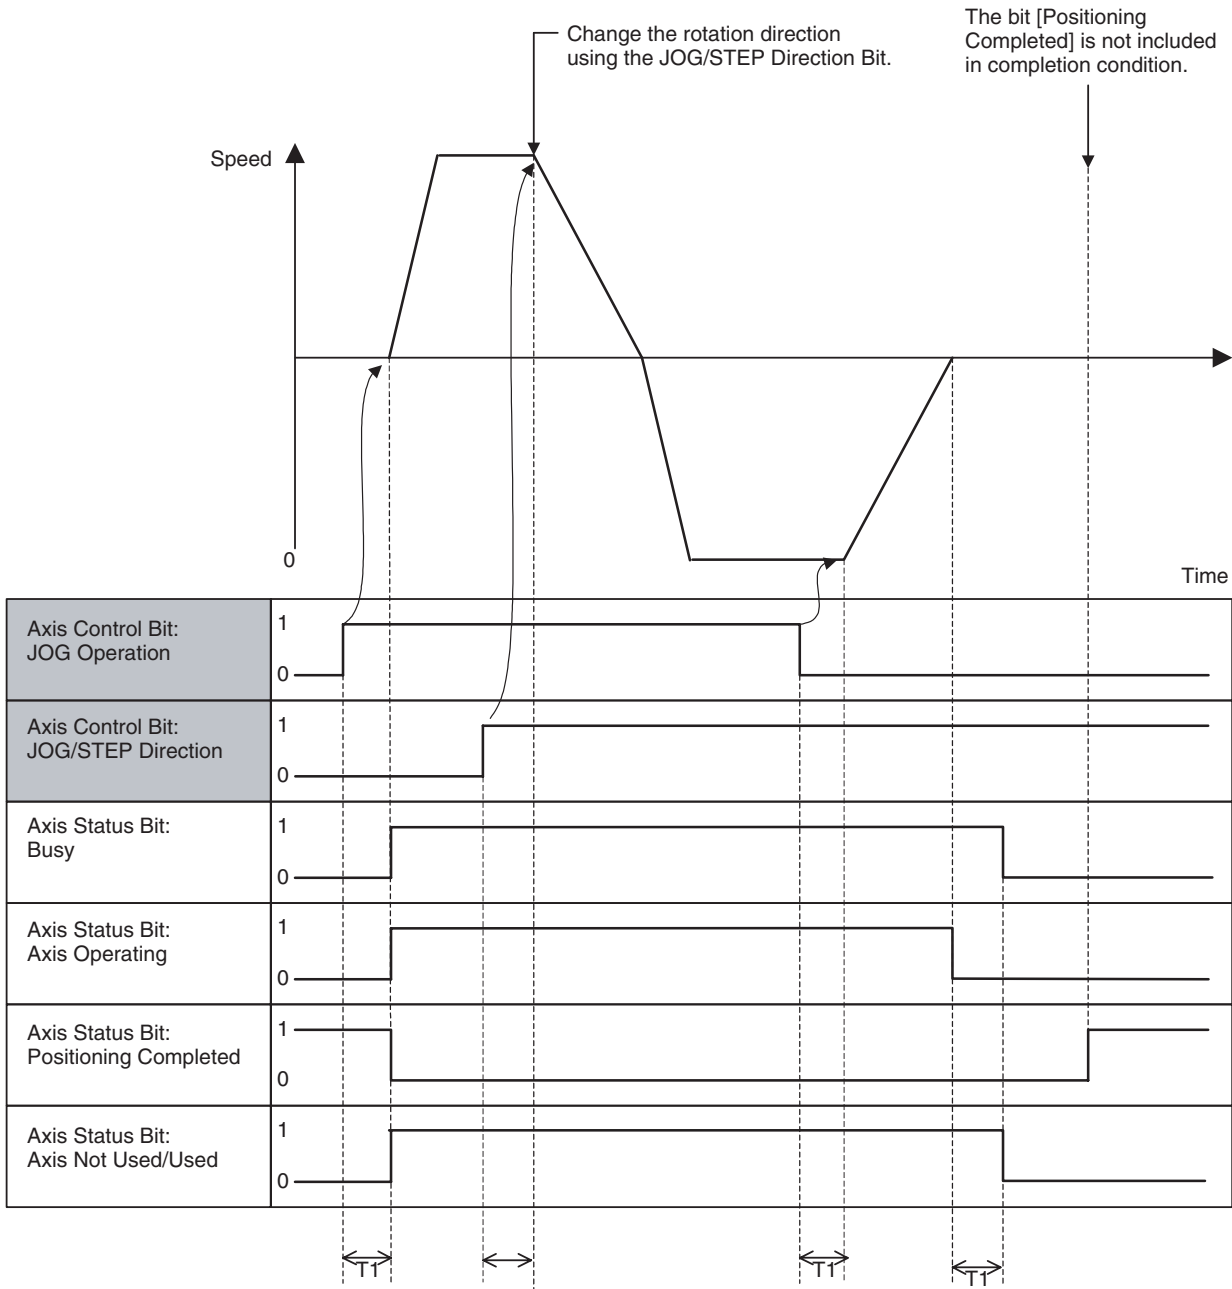 Change the rotation direction
using the JOG/STEP Direction Bit.
The bit [Positioning
Completed] is not included
in completion condition.
Speed
0
Time
Axis Control Bit:
JOG Operation
1
0
Axis Control Bit:
JOG/STEP Direction
1
0
Axis Status Bit:
Busy
1
0
Axis Status Bit:
Axis Operating
1
0
Axis Status Bit:
Positioning Completed
1
0
Axis Status Bit:
Axis Not Used/Used
1
0
T1
T1
T1